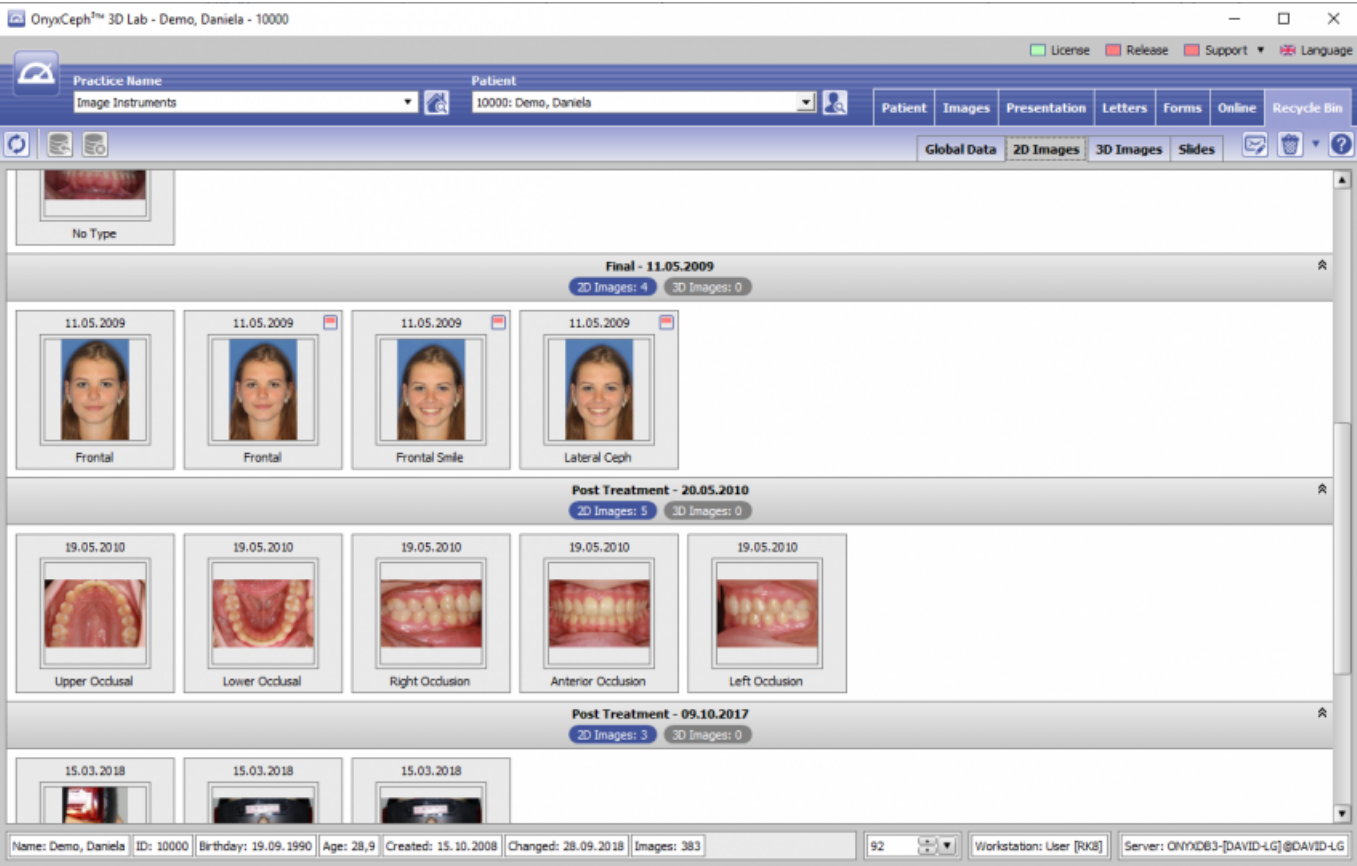 OnyxCeph³™ 3D Lab - Demo, Daniela - 10000
License Release Support Language
Practice Name Patient
Image Instruments 10000: Demo, Daniela
Patient Images Presentation Letters Forms Online Recycle Bin
Global Data 2D Images 3D Images Slides
No Type
Final - 11.05.2009
2D Images: 4 3D Images: 0
11.05.2009 11.05.2009 11.05.2009 11.05.2009
Frontal Frontal Frontal Smile Lateral Ceph
Post Treatment - 20.05.2010
2D Images: 5 3D Images: 0
19.05.2010 19.05.2010 19.05.2010 19.05.2010 19.05.2010
Upper Occlusal Lower Occlusal Right Occlusion Anterior Occlusion Left Occlusion
Post Treatment - 09.10.2017
2D Images: 3 3D Images: 0
15.03.2018 15.03.2018 15.03.2018
Name: Demo, Daniela ID: 10000 Birthday: 19.09.1990 Age: 28,9 Created: 15.10.2008 Changed: 28.09.2018 Images: 383 92 Workstation: User [RK8] Server: ONYXDB3-[DAVID-LG]@DAVID-LG